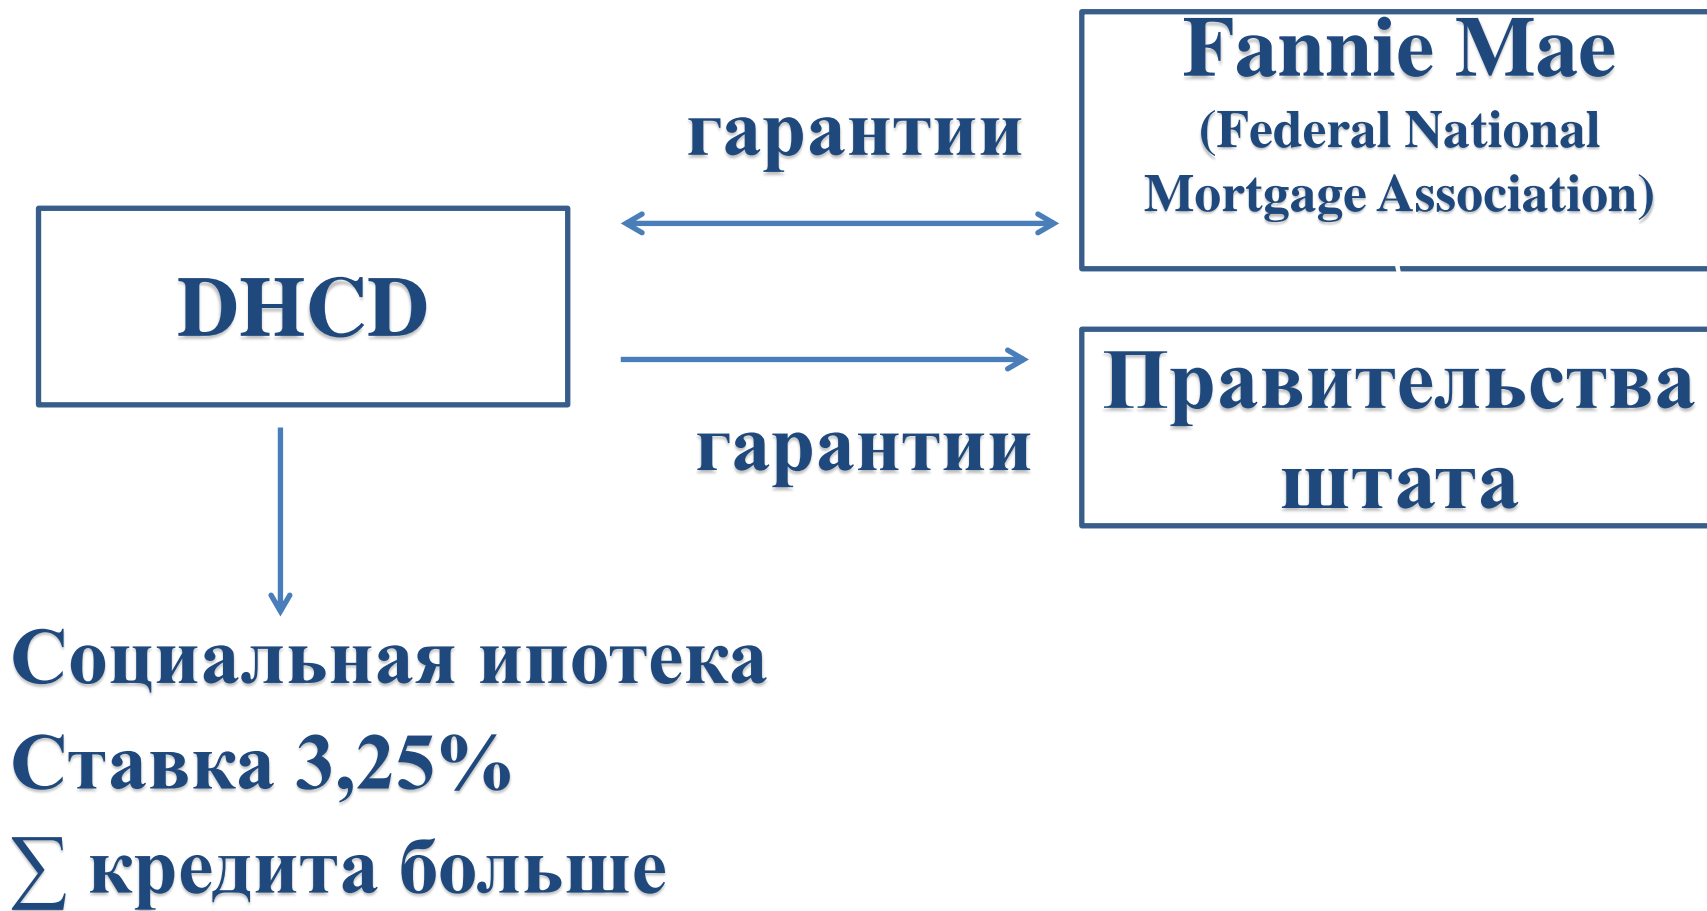 Fannie Mae
(Federal National
Mortgage Association)
гарантии
DHCD
Правительства
штата
гарантии
Социальная ипотека
Ставка 3,25%
∑ кредита больше